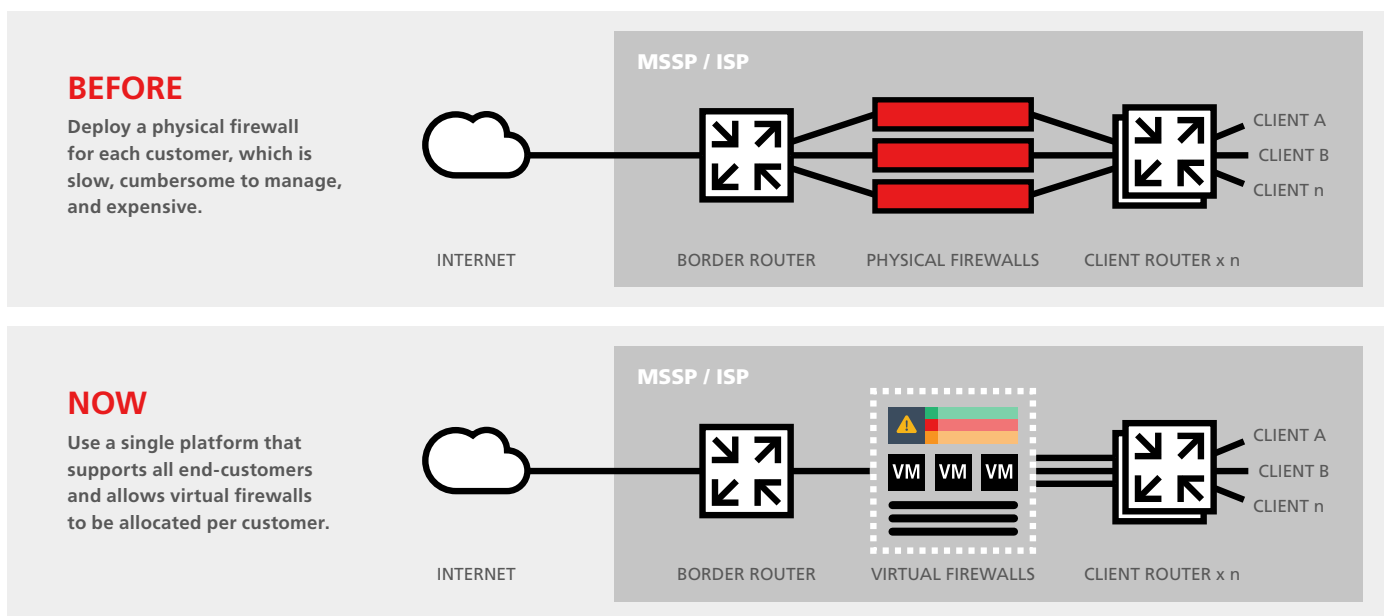 MSSP / ISP
BEFORE
Deploy a physical firewall
for each customer, which is
slow, cumbersome to manage,
and expensive.
CLIENT A
CLIENT B
CLIENT n
INTERNET
BORDER ROUTER
PHYSICAL FIREWALLS
CLIENT ROUTER x n
MSSP / ISP
NOW
Use a single platform that
supports all end-customers
and allows virtual firewalls
to be allocated per customer.
VM VM VM
CLIENT A
CLIENT B
CLIENT n
INTERNET
BORDER ROUTER
VIRTUAL FIREWALLS
CLIENT ROUTER x n